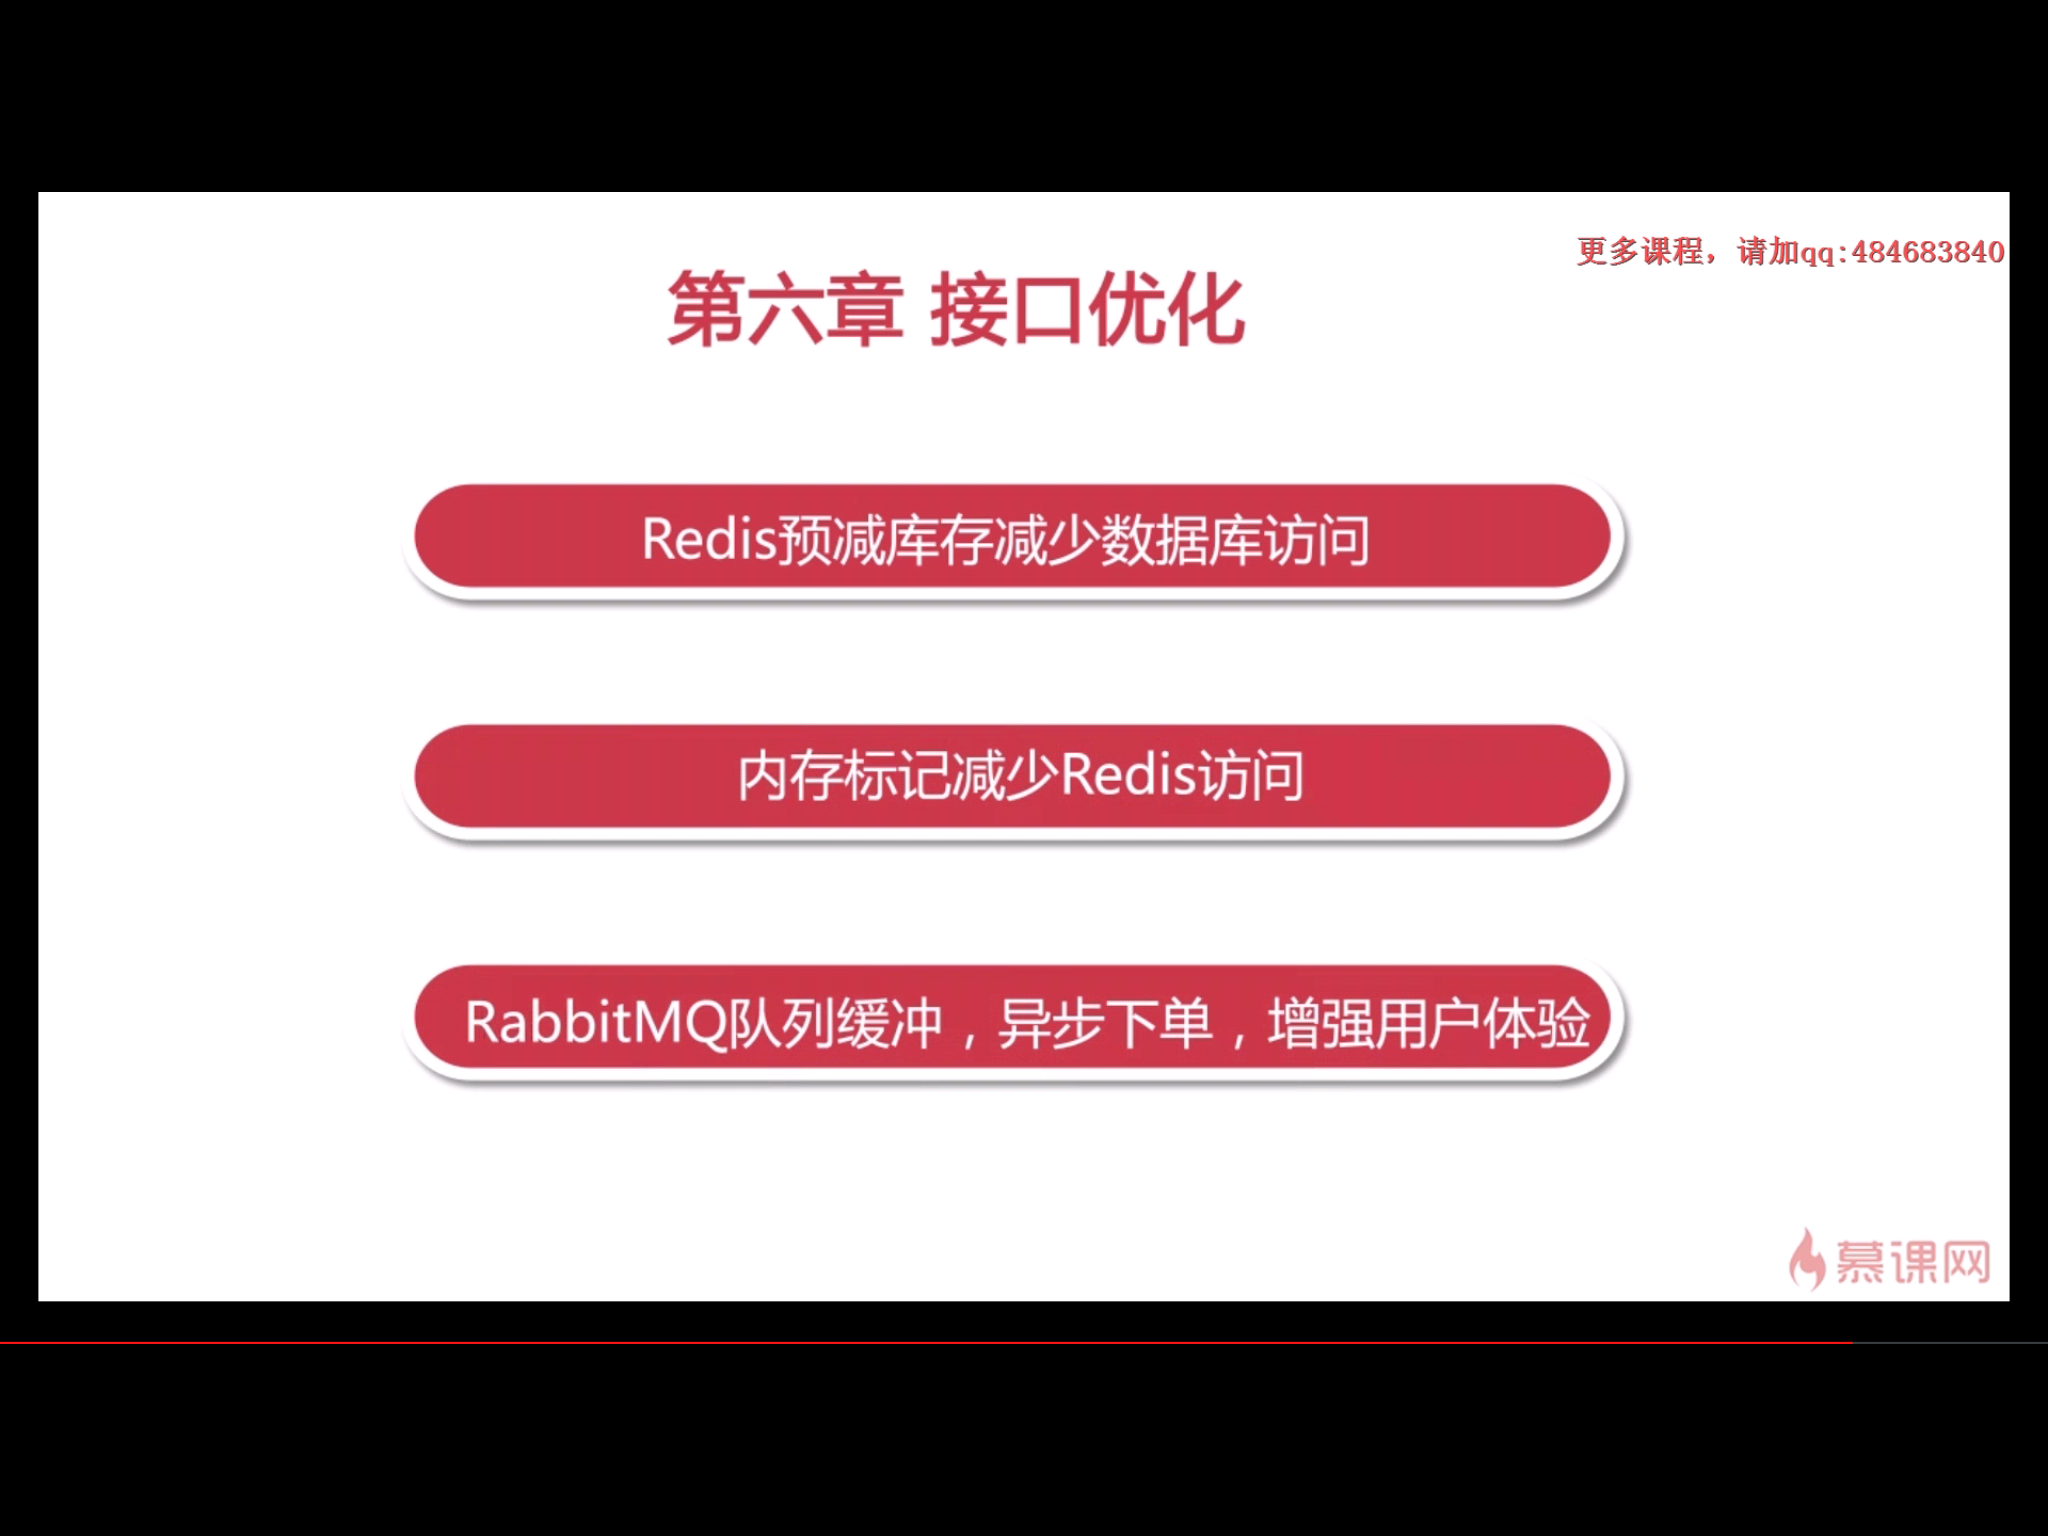 更多课程，请加qq:484683840
第六章 接口优化
Redis预减库存减少数据库访问
内存标记减少Redis访问
RabbitMQ队列缓冲，异步下单，增强用户体验
慕课网